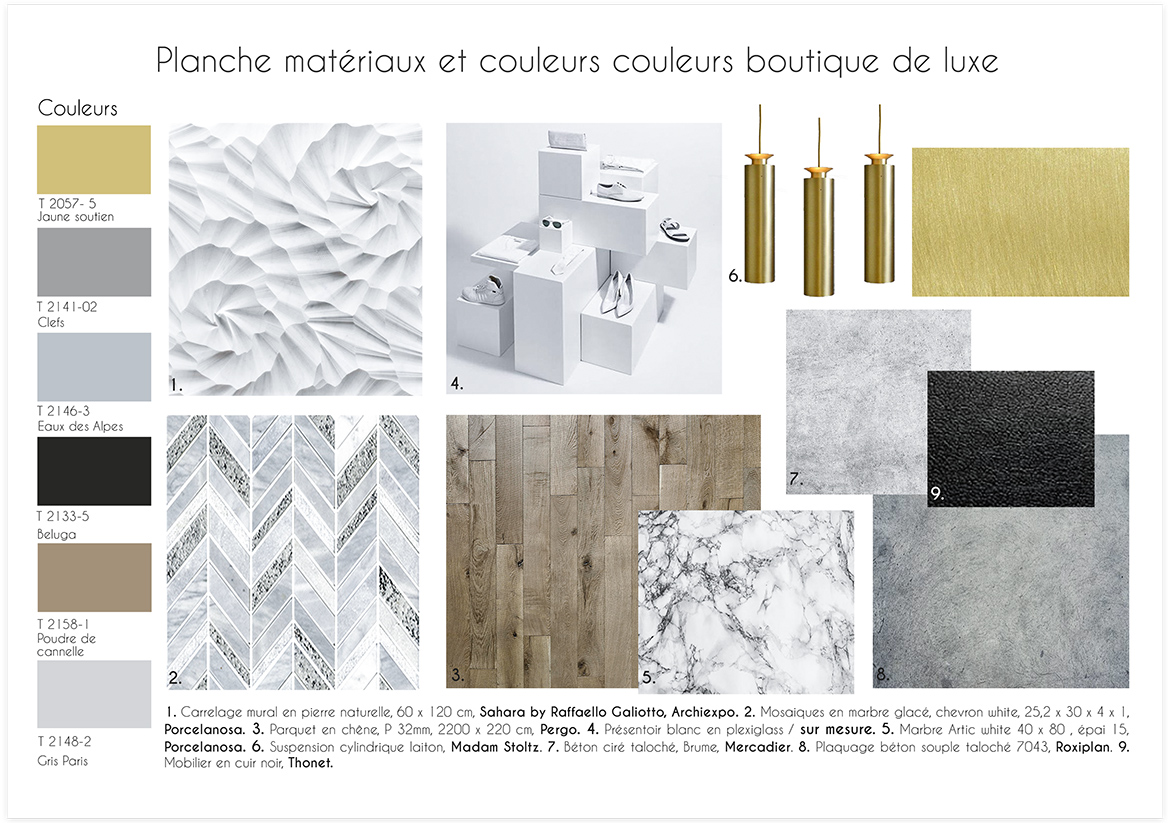 Planche matériaux et couleurs couleurs boutique de luxe
Couleurs
T 2057- 5
Jaune soutien
T 2141-02
Clefs
T 2146-3
Eaux des Alpes
T 2133-5
Beluga
T 2158-1
Poudre de
cannelle
T 2148-2
Gris Paris
1.
4.
6.
7.
9.
2.
3.
5.
8.
1. Carrelage mural en pierre naturelle, 60 x 120 cm, Sahara by Raffaello Galiotto, Archiexpo. 2. Mosaiques en marbre glacé, chevron white, 25,2 x 30 x 4 x 1,
Porcelanosa. 3. Parquet en chêne, P 32mm, 2200 x 220 cm, Pergo. 4. Présentoir blanc en plexiglass / sur mesure. 5. Marbre Artic white 40 x 80 , épai 15,
Porcelanosa. 6. Suspension cylindrique laiton, Madam Stoltz. 7. Béton ciré taloché, Brume, Mercadier. 8. Plaquage béton souple taloché 7043, Roxiplan. 9.
Mobilier en cuir noir, Thonet.